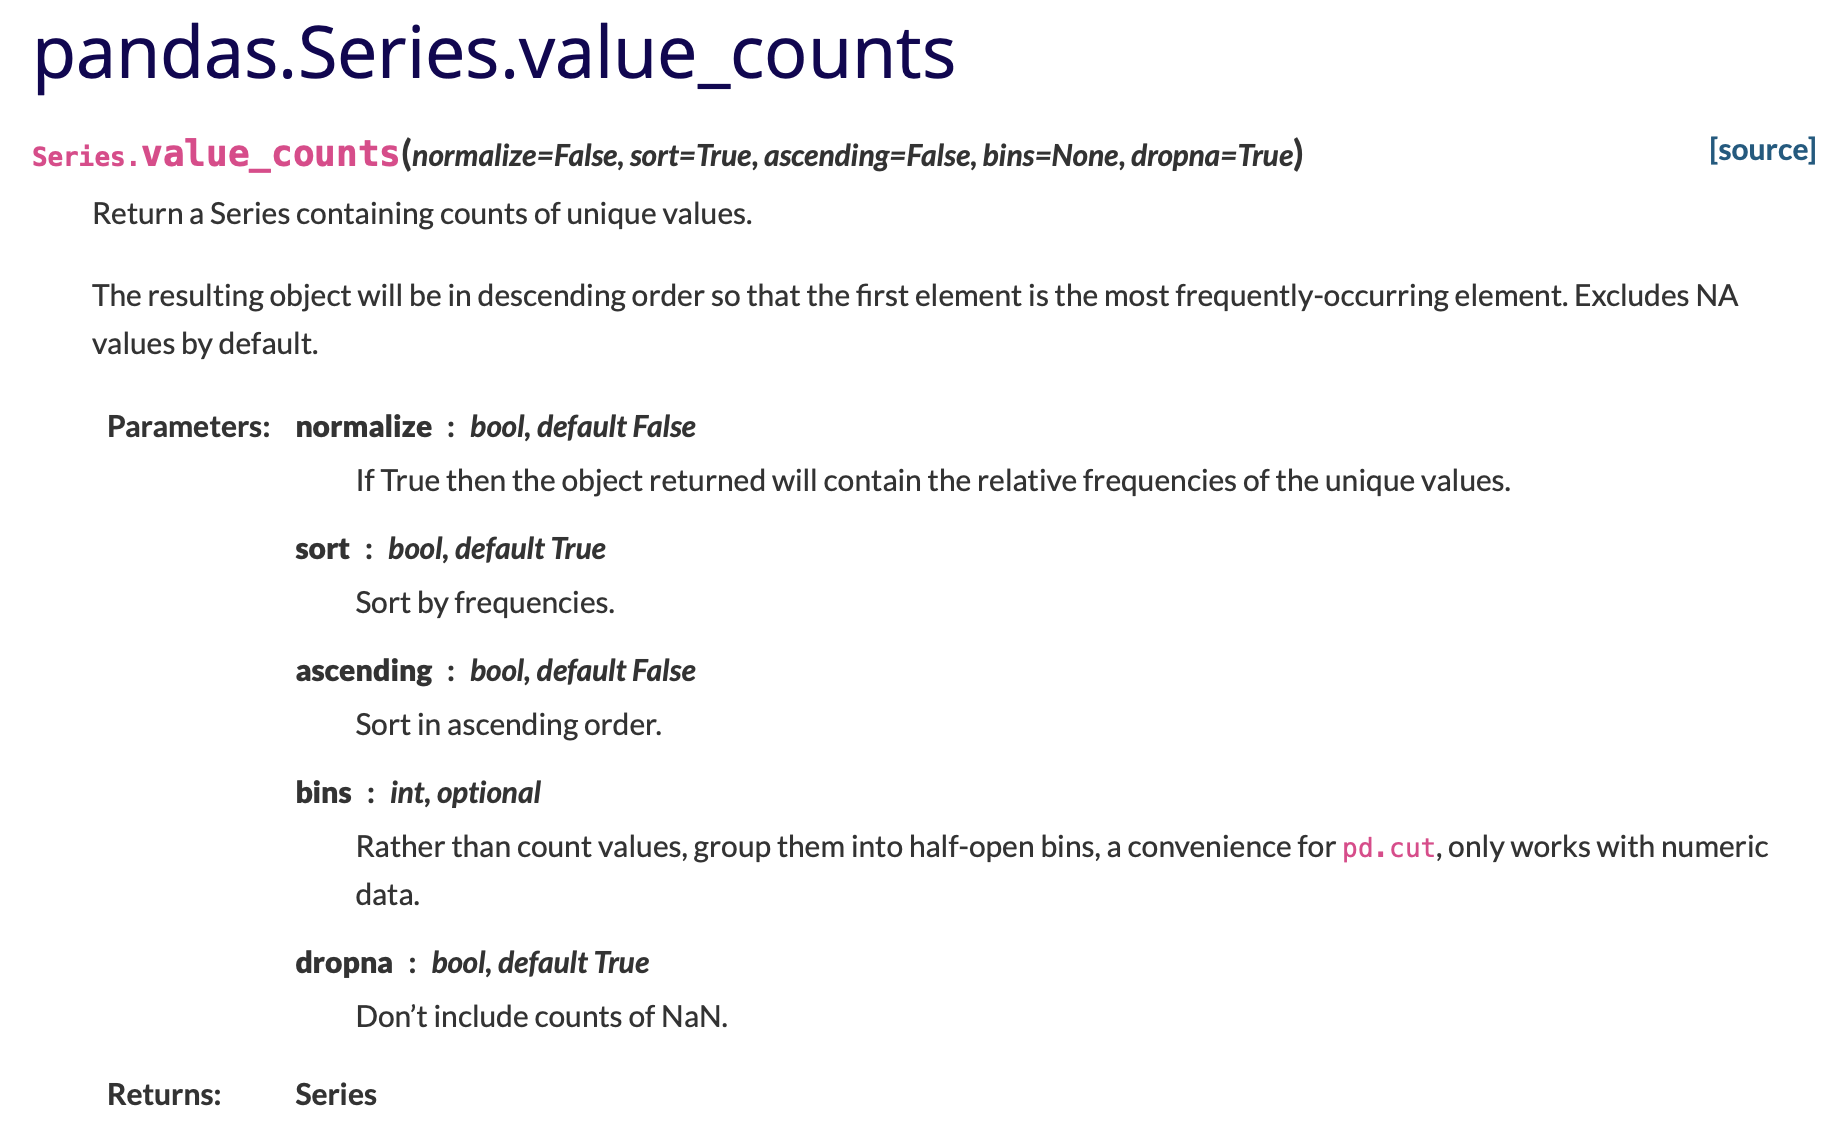 pandas.Series.value_counts
Series.value_counts(normalize=False, sort=True, ascending=False, bins=None, dropna=True) [source]
Return a Series containing counts of unique values.
The resulting object will be in descending order so that the first element is the most frequently-occurring element. Excludes NA
values by default.
Parameters: normalize : bool, default False
If True then the object returned will contain the relative frequencies of the unique values.
sort : bool, default True
Sort by frequencies.
ascending : bool, default False
Sort in ascending order.
bins : int, optional
Rather than count values, group them into half-open bins, a convenience for pd.cut, only works with numeric
data.
dropna : bool, default True
Don’t include counts of NaN.
Returns: Series